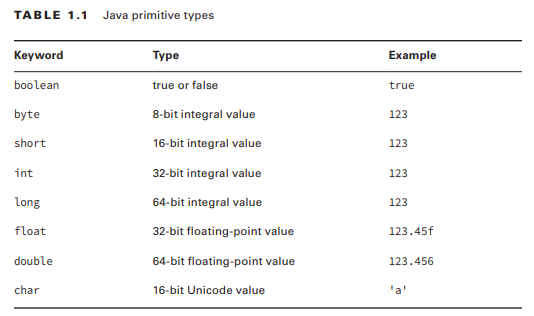 TABLE 1.1 Java primitive types
Keyword Type Example
boolean true or false true
byte 8-bit integral value 123
short 16-bit integral value 123
int 32-bit integral value 123
long 64-bit integral value 123
float 32-bit floating-point value 123.45f
double 64-bit floating-point value 123.456
char 16-bit Unicode value 'a'